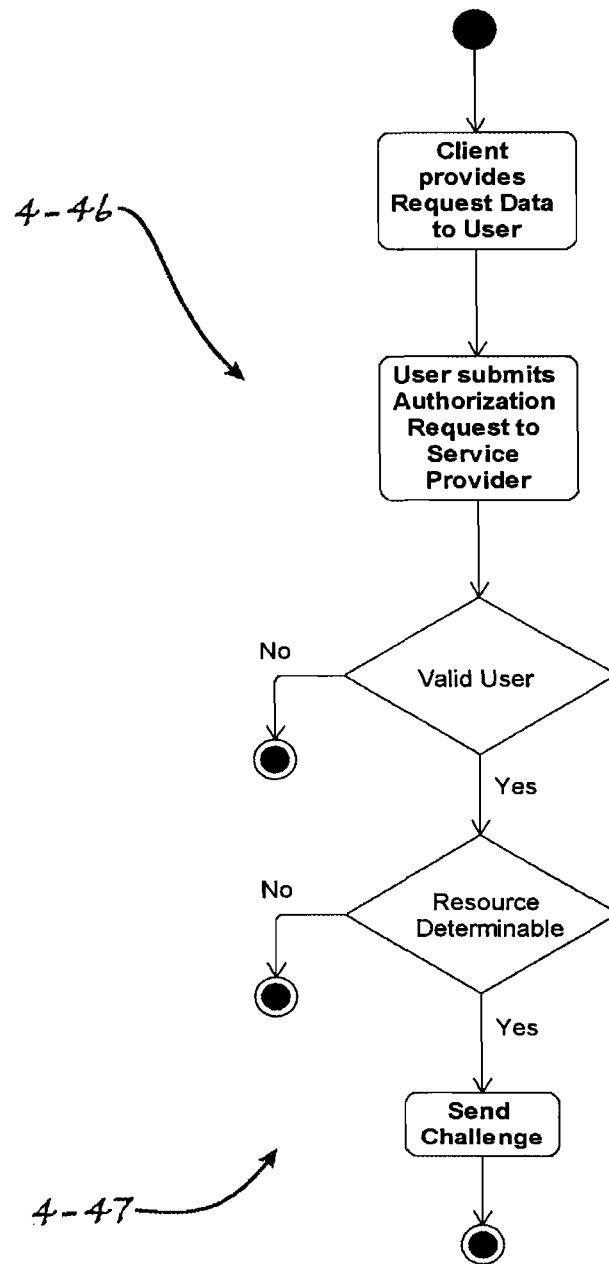 Client
provides
Request Data
to User
4-46
User submits
Authorization
Request to
Service
Provider
No
Valid User
Yes
No
Resource
Determinable
Yes
Send
Challenge
4-47